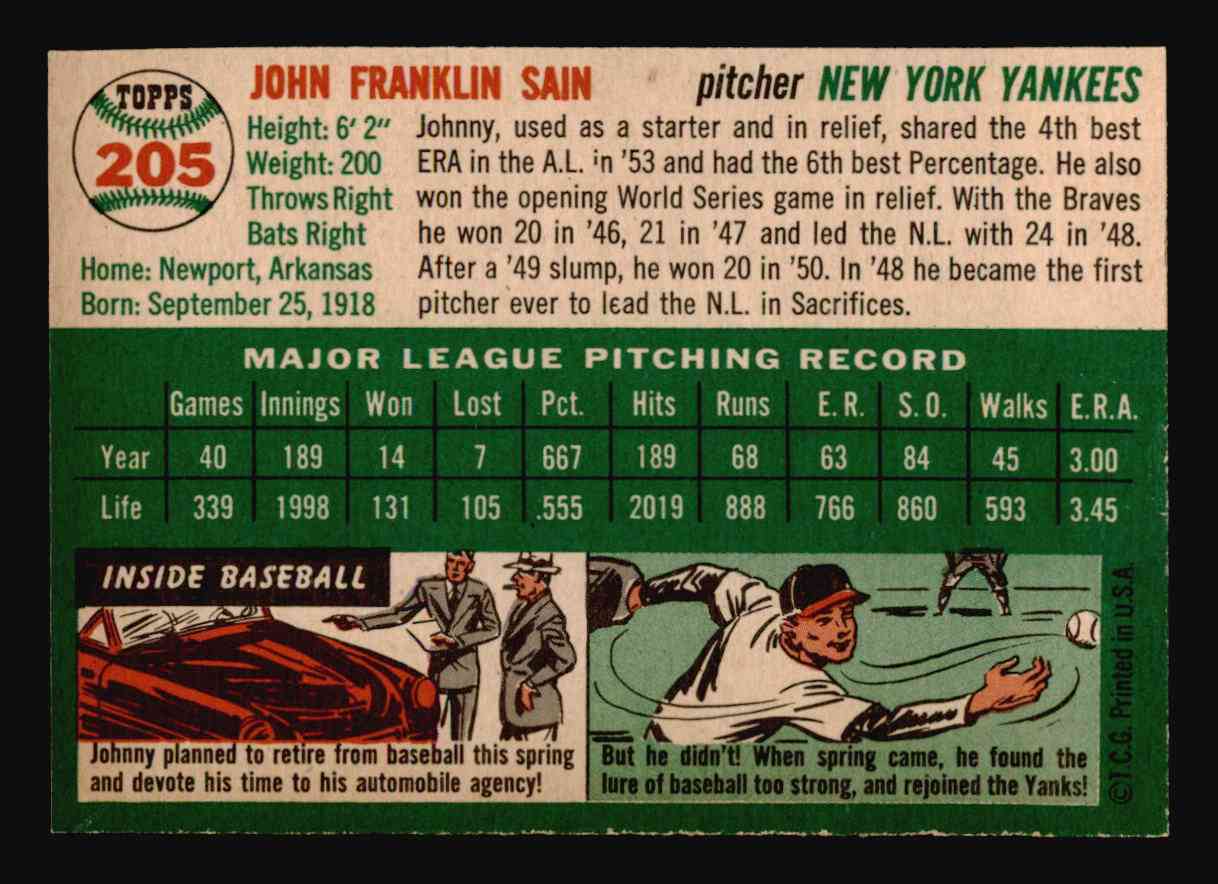 TOPPS
205
JOHN FRANKLIN SAIN pitcher NEW YORK YANKEES
Height: 6' 2"
Weight: 200
Throws Right
Bats Right
Home: Newport, Arkansas
Born: September 25, 1918
Johnny, used as a starter and in relief, shared the 4th best
ERA in the A.L. in '53 and had the 6th best Percentage. He also
won the opening World Series game in relief. With the Braves
he won 20 in '46, 21 in '47 and led the N.L. with 24 in '48.
After a '49 slump, he won 20 in '50. In '48 he became the first
pitcher ever to lead the N.L. in Sacrifices.
MAJOR LEAGUE PITCHING RECORD
Games Innings Won Lost Pct. Hits Runs E.R. S.O. Walks E.R.A.
Year 40 189 14 7 667 189 68 63 84 45 3.00
Life 339 1998 131 105 .555 2019 888 766 860 593 3.45
INSIDE BASEBALL
Johnny planned to retire from baseball this spring
and devote his time to his automobile agency!
But he didn't! When spring came, he found the
lure of baseball too strong, and rejoined the Yanks!
© T.C.G. Printed in U.S.A.